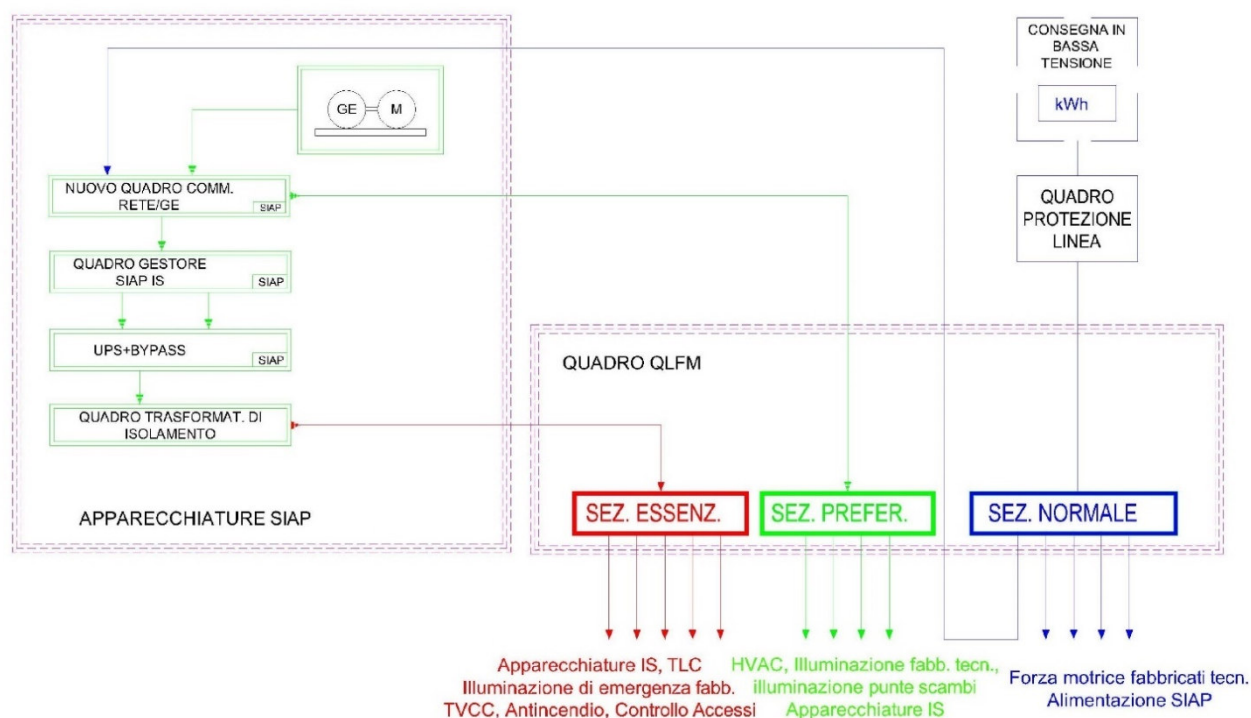 CONSEGNA IN
BASSA
TENSIONE
kWh
GE
M
NUOVO QUADRO COMM.
RETE/GE
SIAP
QUADRO
PROTEZIONE
LINEA
QUADRO GESTORE
SIAP IS
SIAP
UPS+BYPASS
SIAP
QUADRO QLFM
QUADRO TRASFORMAT. DI
ISOLAMENTO
APPARECCHIATURE SIAP
SEZ. ESSENZ.
SEZ. PREFER.
SEZ. NORMALE
Apparecchiature IS, TLC
Illuminazione di emergenza fabb.
TVCC, Antincendio, Controllo Accessi
HVAC, Illuminazione fabb. tecn.,
illuminazione punte scambi
Apparecchiature IS
Forza motrice fabbricati tecn.
Alimentazione SIAP